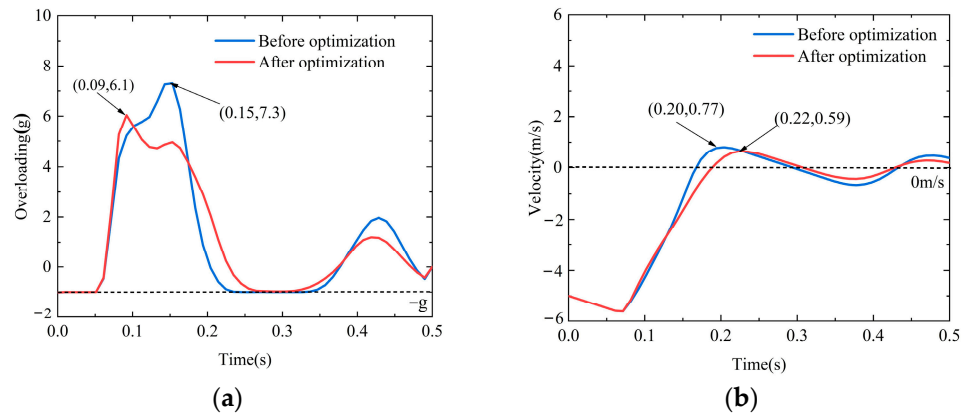 10
8
6
4
2
0
−2
Overloading(g)
Before optimization
After optimization
(0.09,6.1)
(0.15,7.3)
−g
0.0 0.1 0.2 0.3 0.4 0.5
Time(s)
(a)
6
4
2
0
−2
−4
−6
Velocity(m/s)
Before optimization
After optimization
(0.20,0.77)
(0.22,0.59)
0m/s
0.0 0.1 0.2 0.3 0.4 0.5
Time(s)
(b)